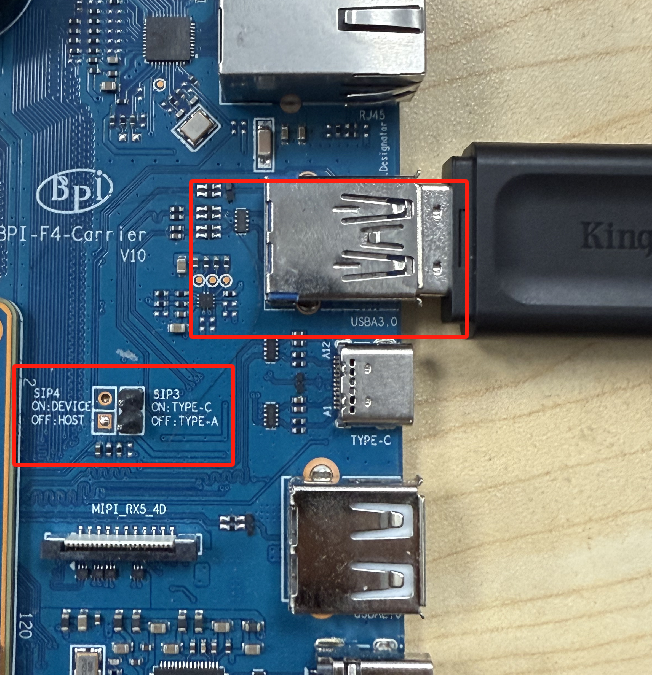 RJ45
Designator
Bpi
BPI-F4-Carrier
V10
King
USBA3.0
A12
A1
TYPE-C
2
SIP4
ON:DEVICE
OFF:HOST
SIP3
ON:TYPE-C
OFF:TYPE-A
MIPI_RX5_4D
120